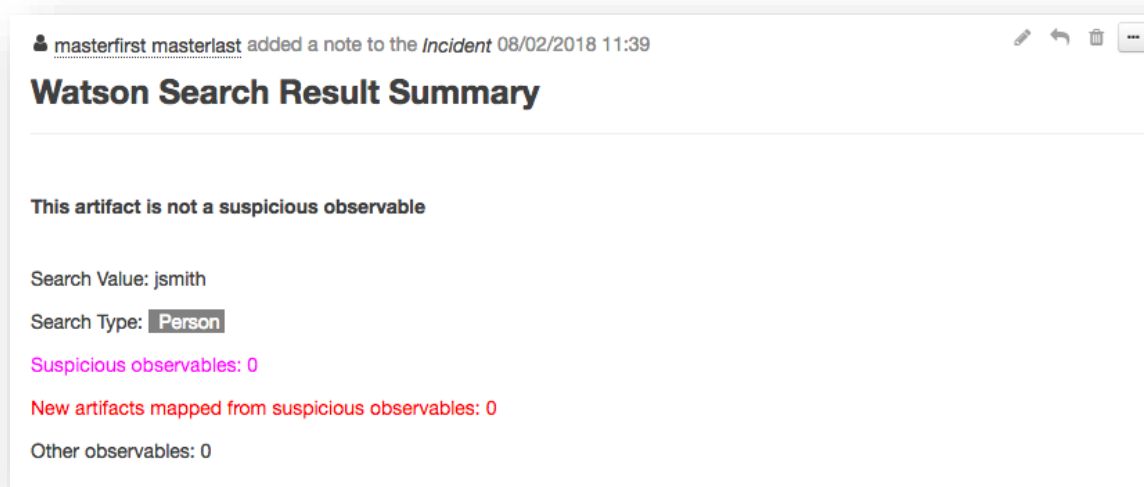 masterfirst masterlast added a note to the Incident 08/02/2018 11:39
Watson Search Result Summary
This artifact is not a suspicious observable
Search Value: jsmith
Search Type: Person
Suspicious observables: 0
New artifacts mapped from suspicious observables: 0
Other observables: 0